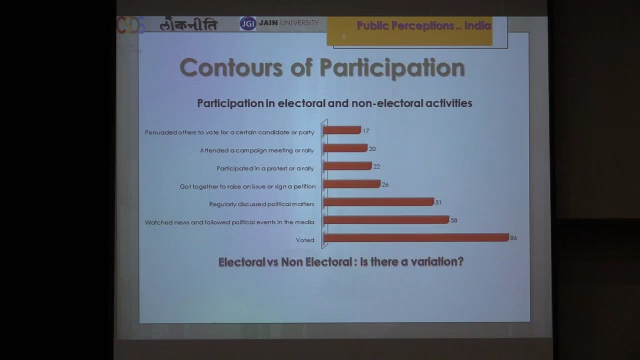 लोकनीति
JGI JAIN UNIVERSITY
Public Perceptions.. India
Contours of Participation
Participation in electoral and non-electoral activities
Persuaded others to vote for a certain candidate or party 17
Attended a campaign meeting or rally 20
Participated in a protest or a rally 22
Got together to raise an issue or sign a petition 26
Regularly discussed political matters 51
Watched news and followed political events in the media 58
Voted 86
Electoral vs Non Electoral : Is there a variation?